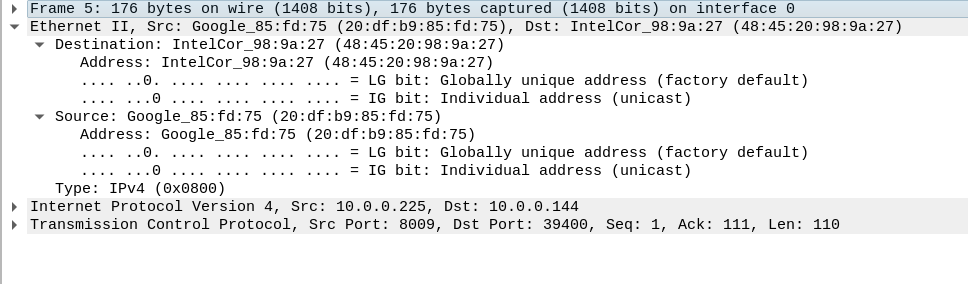 Frame 5: 176 bytes on wire (1408 bits), 176 bytes captured (1408 bits) on interface 0
Ethernet II, Src: Google_85:fd:75 (20:df:b9:85:fd:75), Dst: IntelCor_98:9a:27 (48:45:20:98:9a:27)
Destination: IntelCor_98:9a:27 (48:45:20:98:9a:27)
Address: IntelCor_98:9a:27 (48:45:20:98:9a:27)
.... ..0. .... .... .... .... = LG bit: Globally unique address (factory default)
.... ...0 .... .... .... .... = IG bit: Individual address (unicast)
Source: Google_85:fd:75 (20:df:b9:85:fd:75)
Address: Google_85:fd:75 (20:df:b9:85:fd:75)
.... ..0. .... .... .... .... = LG bit: Globally unique address (factory default)
.... ...0 .... .... .... .... = IG bit: Individual address (unicast)
Type: IPv4 (0x0800)
Internet Protocol Version 4, Src: 10.0.0.225, Dst: 10.0.0.144
Transmission Control Protocol, Src Port: 8009, Dst Port: 39400, Seq: 1, Ack: 111, Len: 110